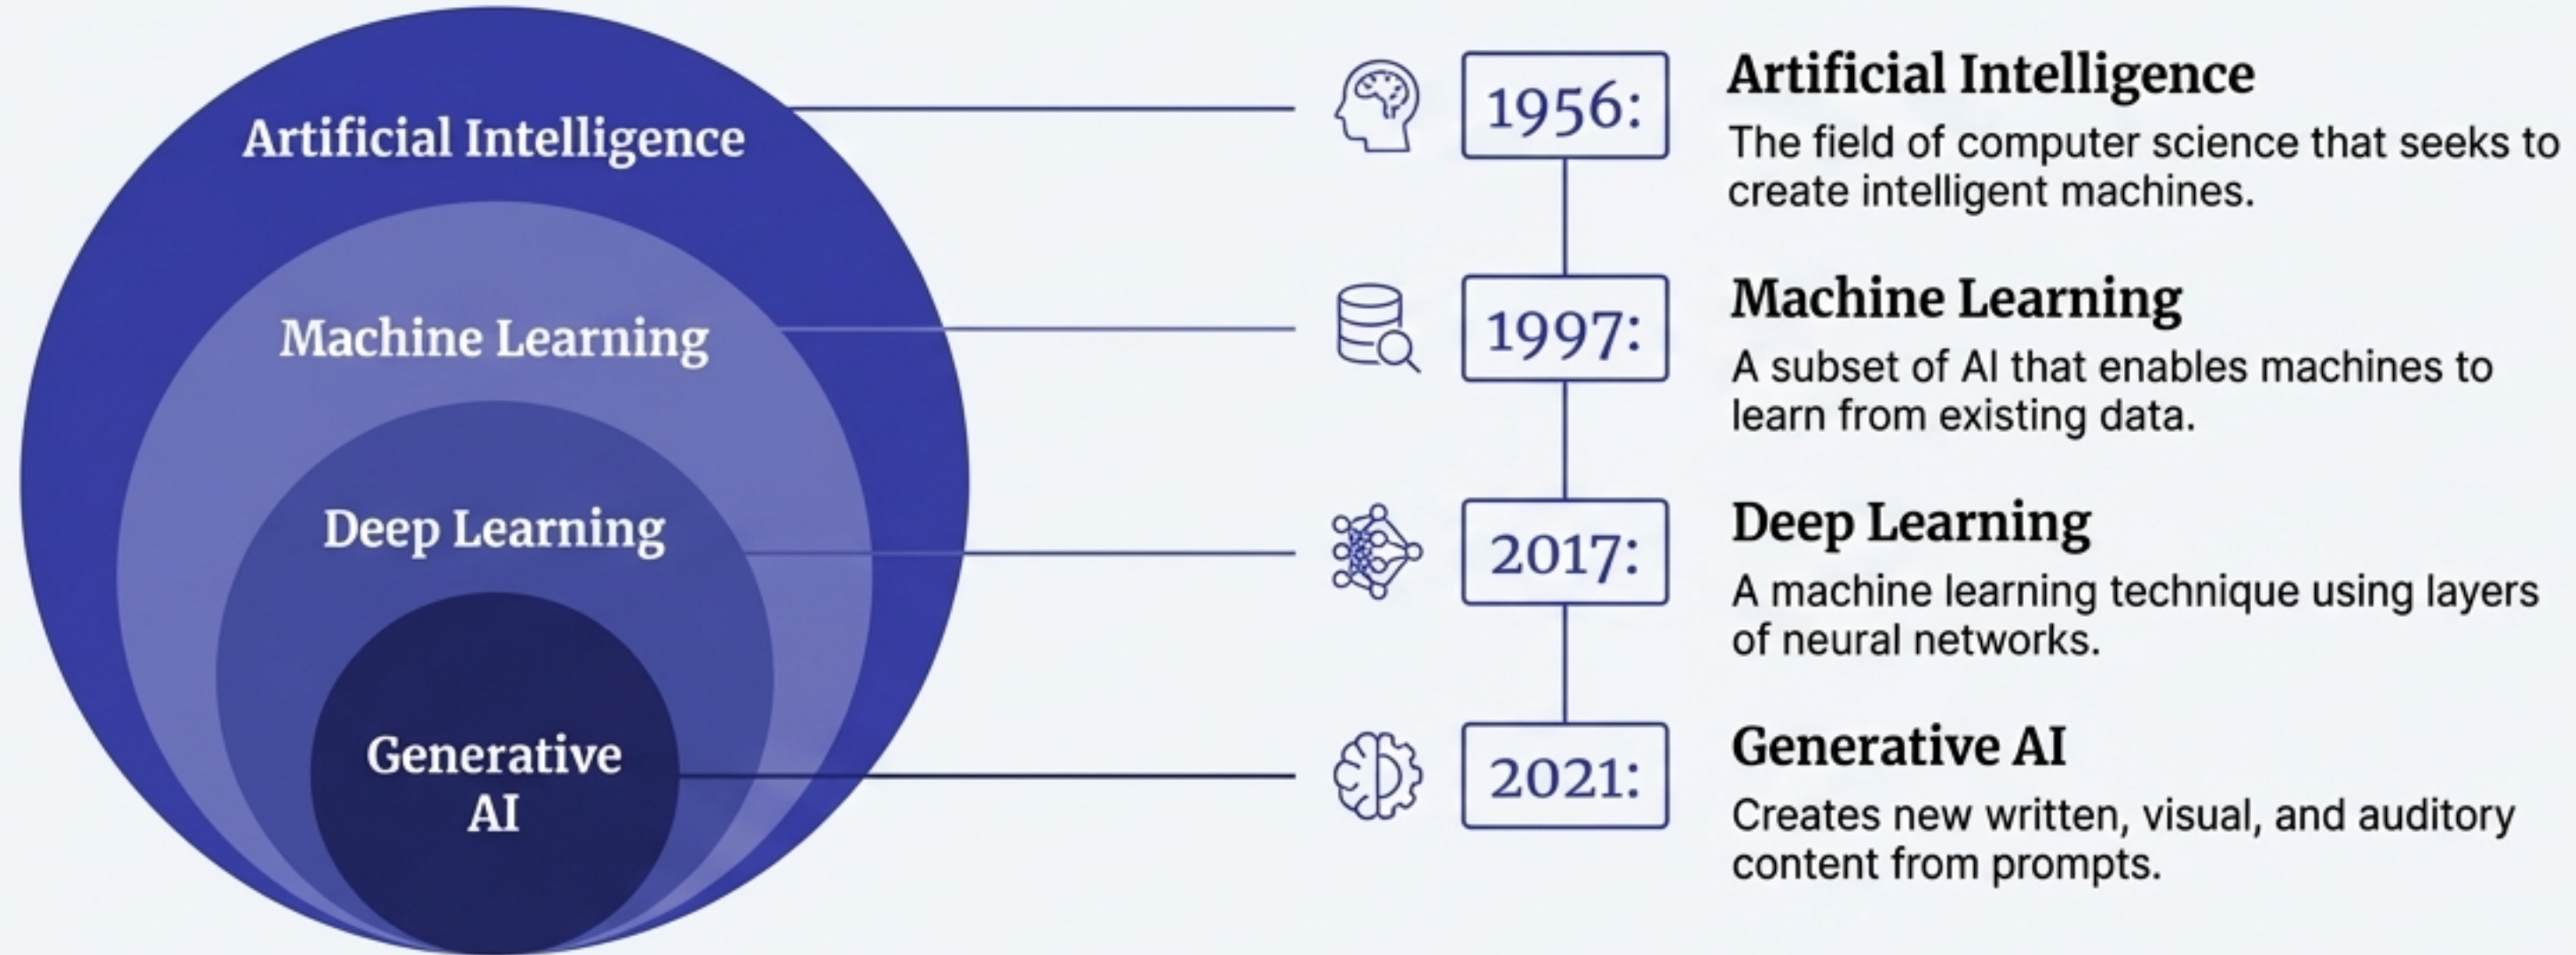 Artificial Intelligence
Machine Learning
Deep Learning
Generative
AI
1956:
Artificial Intelligence
The field of computer science that seeks to
create intelligent machines.
1997:
Machine Learning
A subset of AI that enables machines to
learn from existing data.
2017:
Deep Learning
A machine learning technique using layers
of neural networks.
2021:
Generative AI
Creates new written, visual, and auditory
content from prompts.